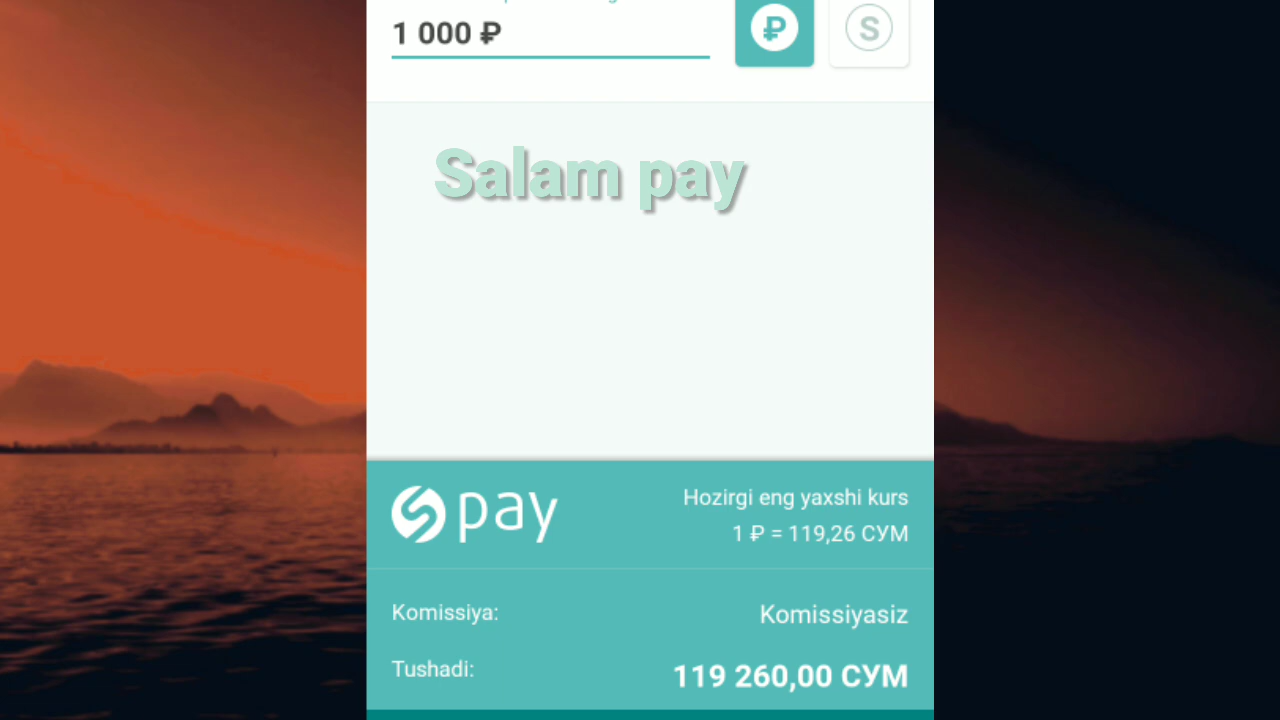 1 000 ₽
₽
S
Salam pay
pay
Hozirgi eng yaxshi kurs
1 ₽ = 119,26 СУМ
Komissiya:
Komissiyasiz
Tushadi:
119 260,00 СУМ